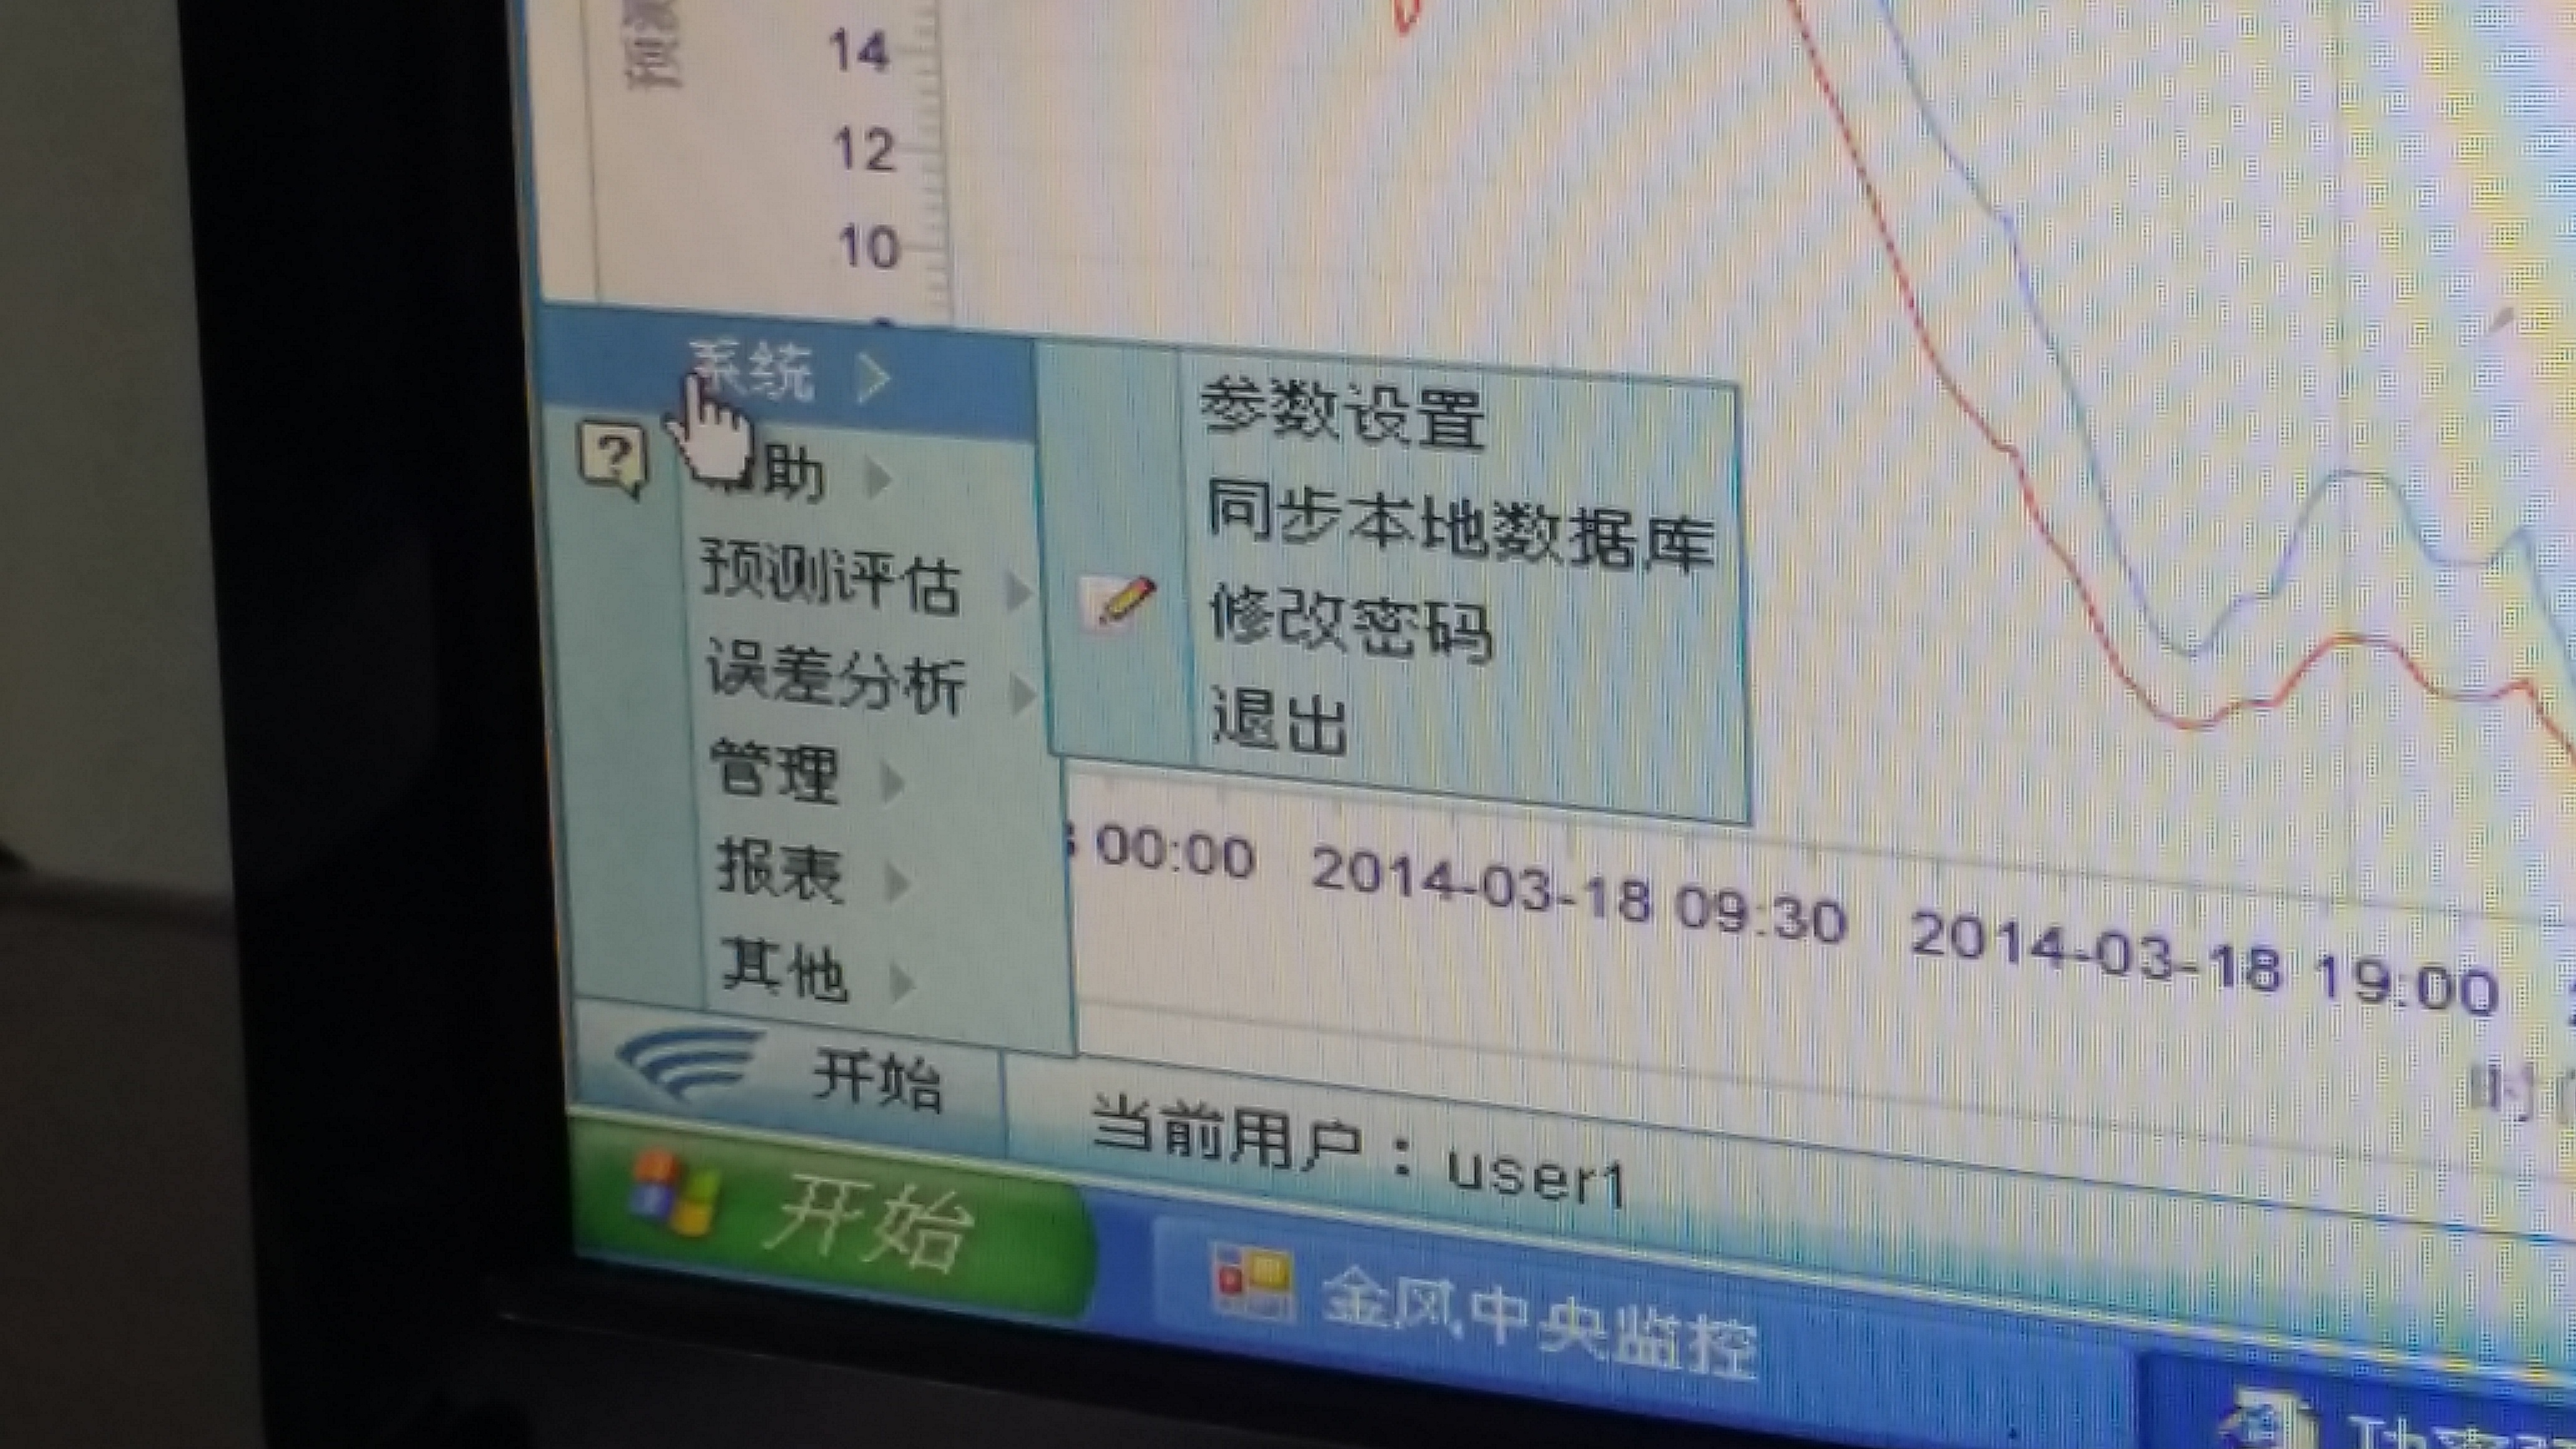 14
12
10
系统
参数设置
助
同步本地数据库
预测评估
修改密码
误差分析
退出
管理
报表
其他
00:00 2014-03-18 09:30 2014-03-18 19:00
开始
当前用户：user1
开始
金风中央监控